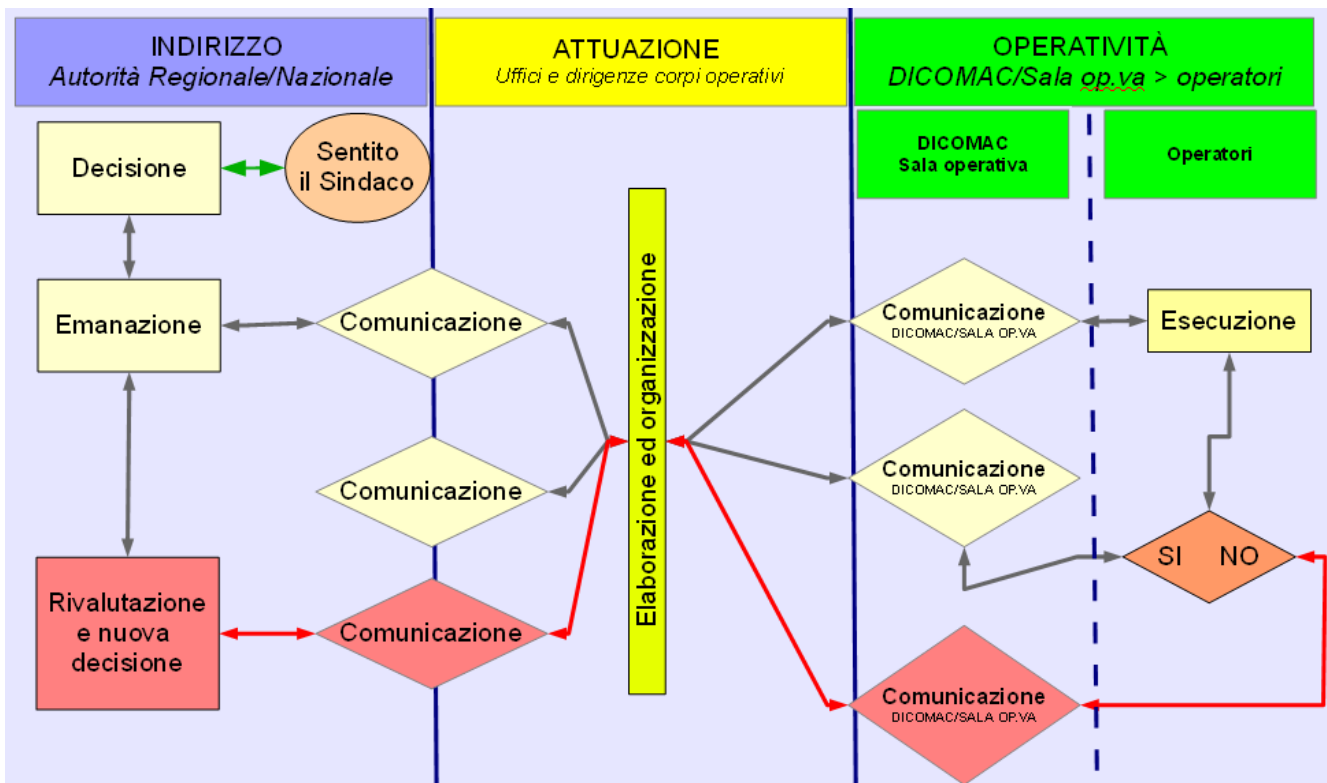 INDIRIZZO
Autorità Regionale/Nazionale
ATTUAZIONE
Uffici e dirigenze corpi operativi
OPERATIVITÀ
DICOMAC/Sala op.va > operatori
DICOMAC
Sala operativa
Operatori
Decisione
Sentito
il Sindaco
Emanazione
Comunicazione
Elaborazione ed organizzazione
Comunicazione
DICOMAC/SALA OP.VA
Esecuzione
Comunicazione
Comunicazione
DICOMAC/SALA OP.VA
SI NO
Rivalutazione
e nuova
decisione
Comunicazione
Comunicazione
DICOMAC/SALA OP.VA